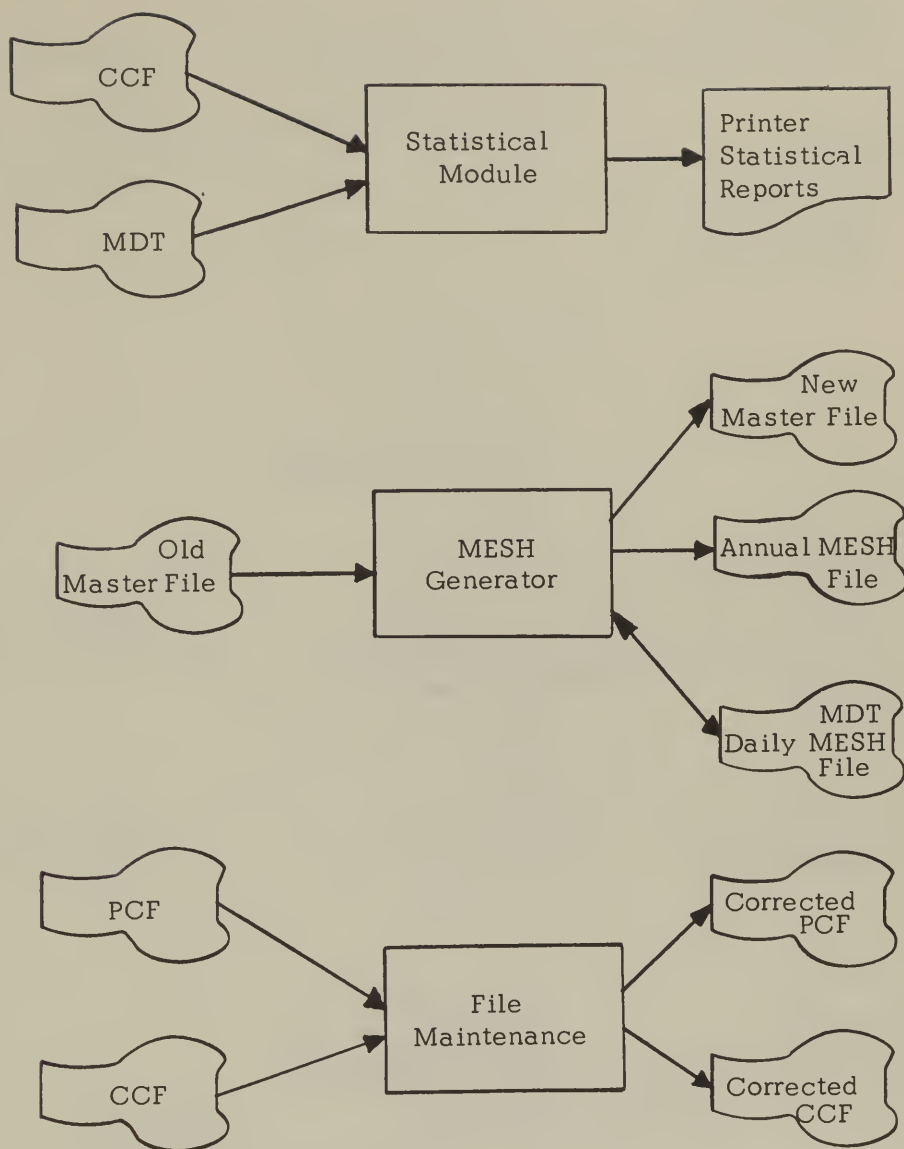 CCF
MDT
Statistical
Module
Printer
Statistical
Reports
Old
Master File
MESH
Generator
New
Master File
Annual MESH
File
MDT
Daily MESH
File
PCF
CCF
File
Maintenance
Corrected
PCF
Corrected
CCF